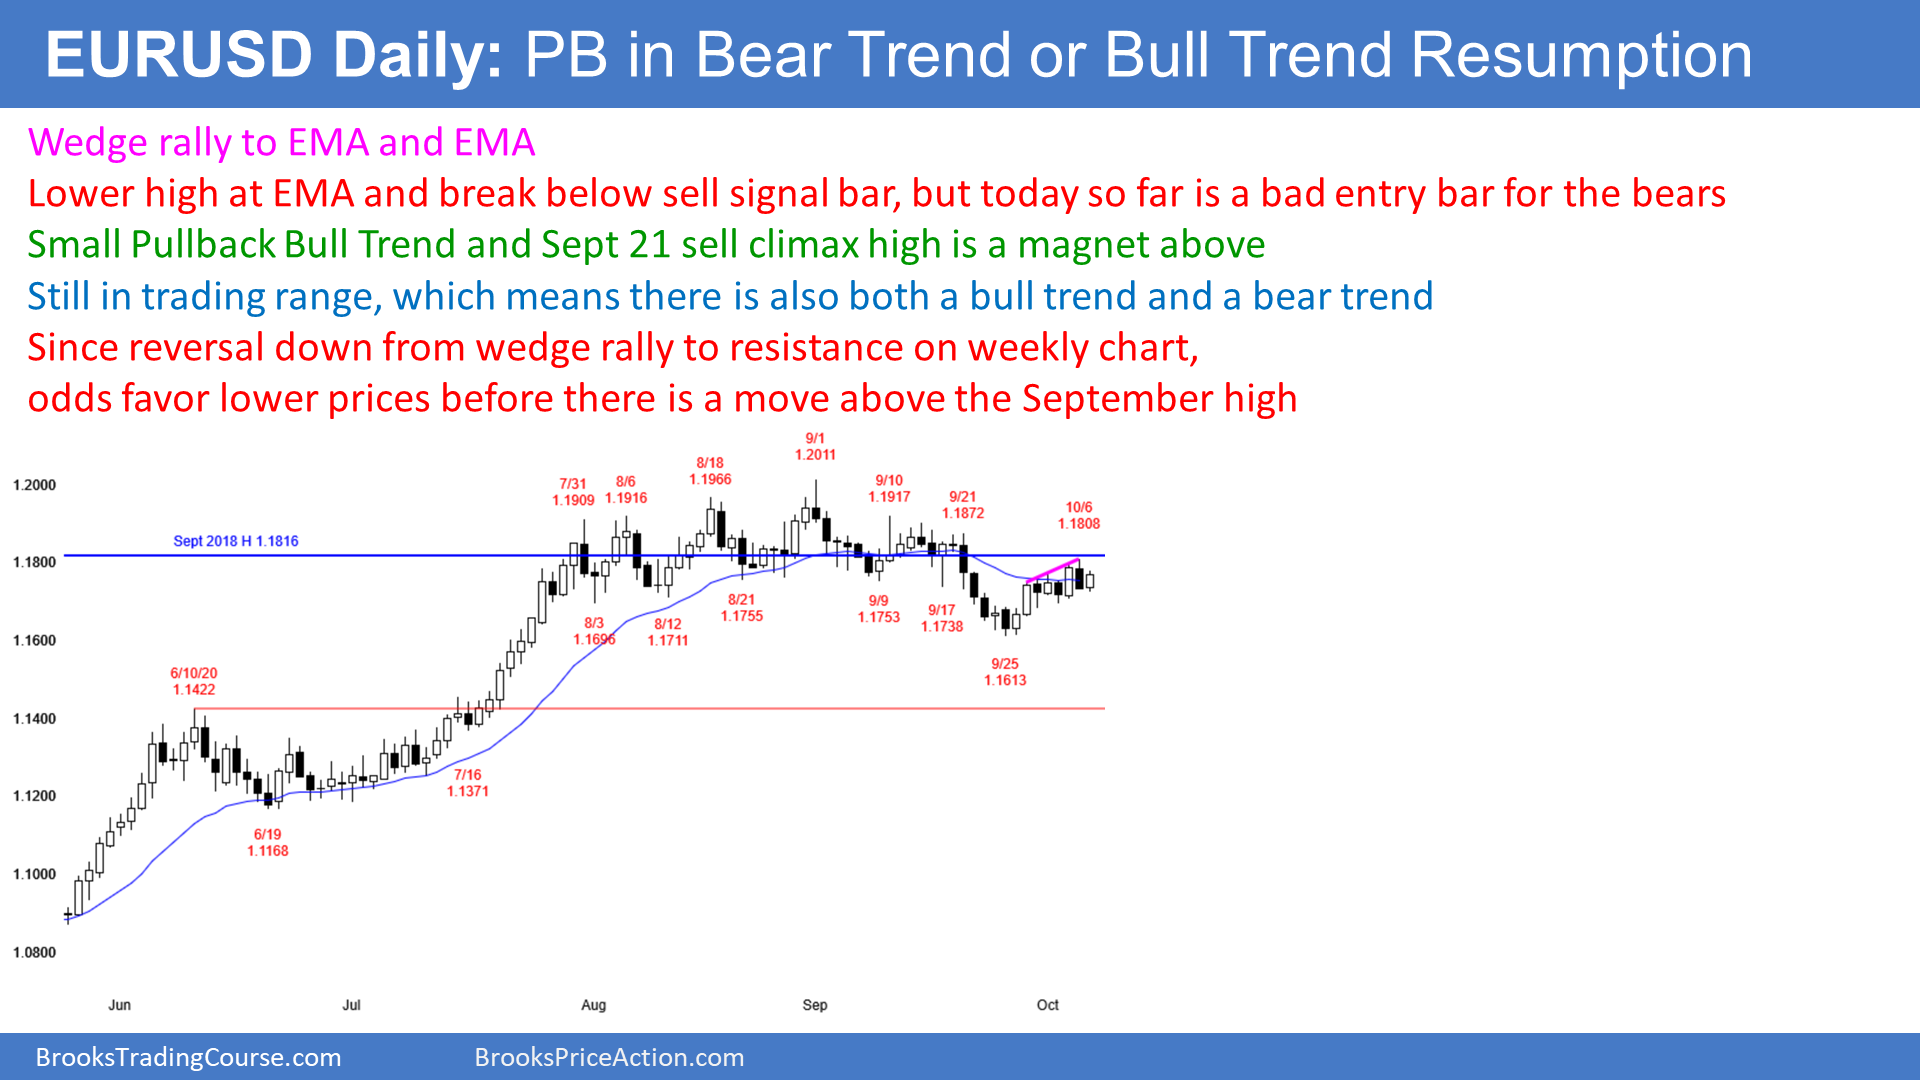 EURUSD Daily: PB in Bear Trend or Bull Trend Resumption
Wedge rally to EMA and EMA
Lower high at EMA and break below sell signal bar, but today so far is a bad entry bar for the bears
Small Pullback Bull Trend and Sept 21 sell climax high is a magnet above
Still in trading range, which means there is also both a bull trend and a bear trend
Since reversal down from wedge rally to resistance on weekly chart,
odds favor lower prices before there is a move above the September high
9/1
1.2011
8/18
1.1966
7/31
1.1909
8/6
1.1916
9/10
1.1917
9/21
1.1872
10/6
1.1808
1.2000
Sept 2018 H 1.1816
1.1800
8/21
1.1755
9/9
1.1753
9/17
1.1738
8/3
1.1696
8/12
1.1711
1.1600
9/25
1.1613
6/10/20
1.1422
1.1400
7/16
1.1371
1.1200
6/19
1.1168
1.1000
1.0800
Jun
Jul
Aug
Sep
Oct
BrooksTradingCourse.com
BrooksPriceAction.com